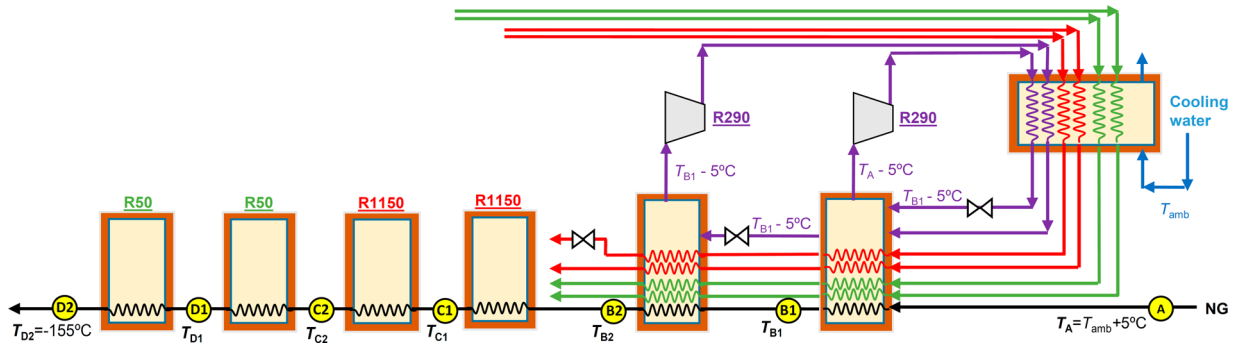 R290
R290
Cooling
water
T_B1 - 5ºC
T_A - 5ºC
R50
R50
R1150
R1150
T_B1 - 5ºC
T_B1 - 5ºC
T_amb
D2
D1
C2
C1
B2
B1
A
NG
T_D2=-155ºC
T_D1
T_C2
T_C1
T_B2
T_B1
T_A=T_amb+5ºC